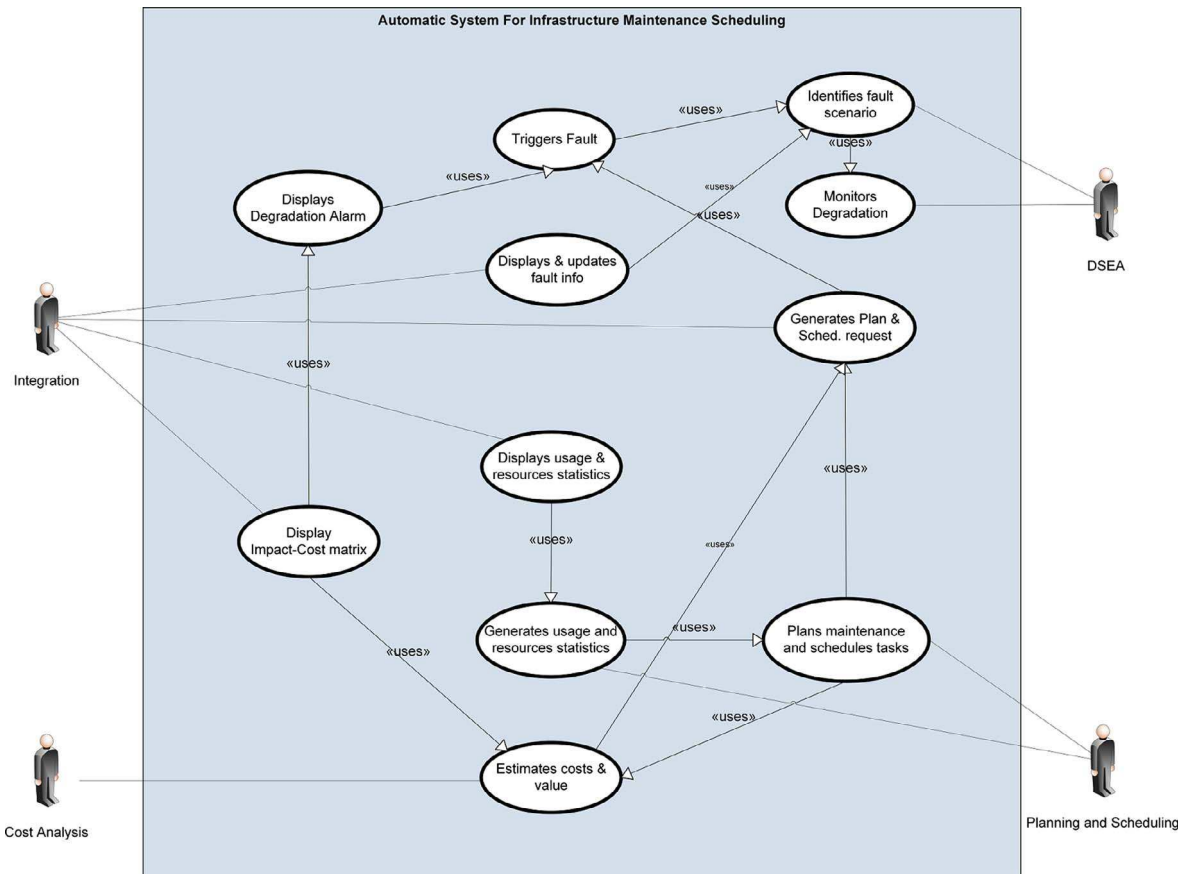 Automatic System For Infrastructure Maintenance Scheduling
Identifies fault
scenario
«uses»
Triggers Fault
«uses»
«uses»
Displays
Degradation Alarm
«uses»
Monitors
Degradation
«uses»
DSEA
Displays & updates
fault info
Generates Plan &
Sched. request
«uses»
Integration
Displays usage &
resources statistics
«uses»
Display
Impact-Cost matrix
«uses»
«uses»
Generates usage and
resources statistics
«uses»
Plans maintenance
and schedules tasks
«uses»
«uses»
Estimates costs &
value
Cost Analysis
Planning and Scheduling